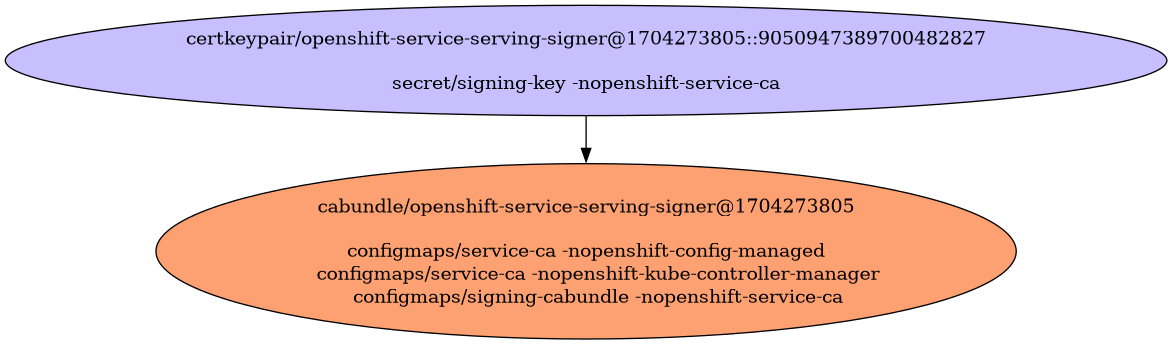 certkeypair/openshift-service-serving-signer@1704273805::9050947389700482827
secret/signing-key -nopenshift-service-ca
cabundle/openshift-service-serving-signer@1704273805
configmaps/service-ca -nopenshift-config-managed
configmaps/service-ca -nopenshift-kube-controller-manager
configmaps/signing-cabundle -nopenshift-service-ca